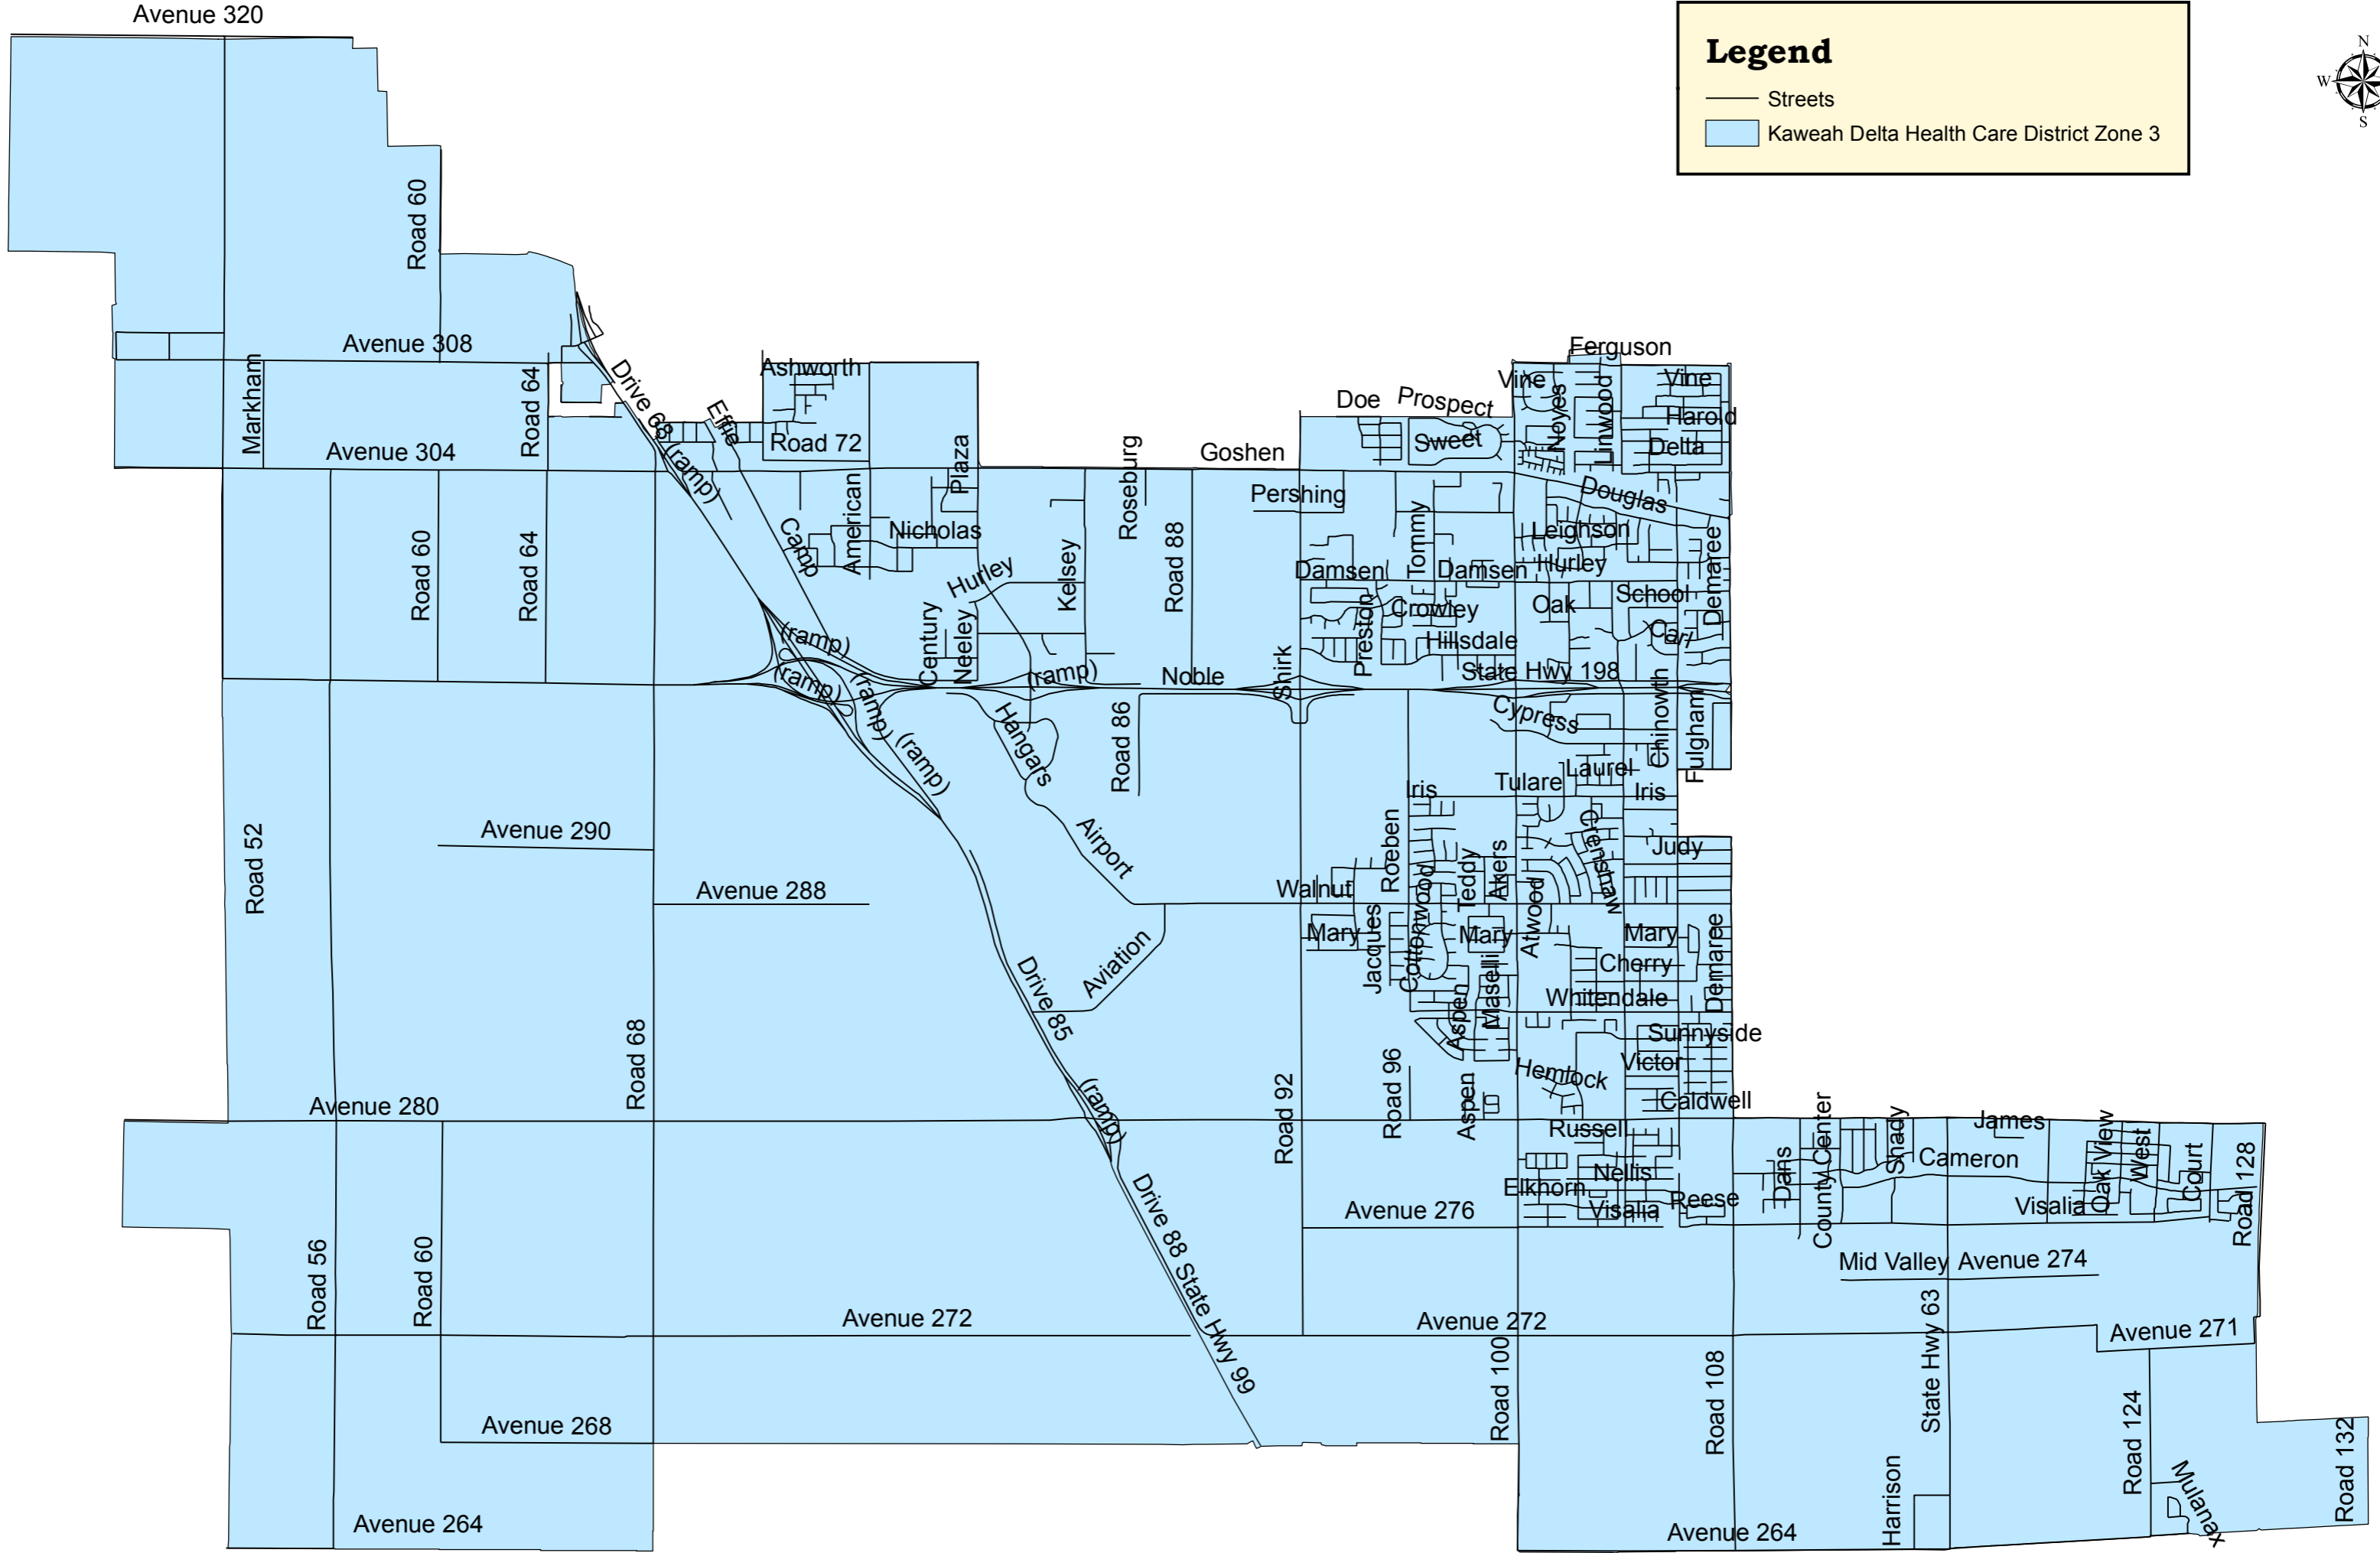 Avenue 320
Legend
Streets
Kaweah Delta Health Care District Zone 3
N
W
S
Road 60
Avenue 308
Markham
Road 64
Drive 68
Effie
Ashworth
Road 72
Avenue 304
(ramp)
Plaza
Roseburg
Goshen
Doe
Prospect
Sweet
Ferguson
Vine
Noyes
Linwood
Vine
Harold
Delta
Pershing
Douglas
Road 60
Road 64
Camp
American
Nicholas
Hurley
Kelsey
Road 88
Damsen
Tommy
Damsen
Leighson
Hurley
Demaree
Century
Neeley
Preston
Crowley
Oak
School
Hillsdale
Carl
(ramp)
(ramp)
(ramp)
(ramp)
(ramp)
Noble
Shirk
State Hwy 198
Cypress
Chinowth
Fulgham
Hangars
Road 86
Laurel
Tulare
Iris
Iris
Road 52
Avenue 290
Airport
Roeben
Crenshaw
Judy
Avenue 288
Walnut
Cottonwood
Teddy
Akers
Atwood
Mary
Jacques
Mary
Mary
Demaree
Aviation
Cherry
Maselli
Drive 85
Aspen
Whitendale
Sunnyside
Road 68
Road 92
Road 96
Aspen
Hemlock
Victor
Caldwell
Avenue 280
(ramp)
Russell
County Center
Shady
James
Oak View
West
Court
Road 128
Cameron
Dans
Nellis
Elkhorn
Reese
Visalia
Visalia
Drive 88
State Hwy 99
Avenue 276
Road 56
Road 60
Mid Valley
Avenue 274
Avenue 272
Avenue 272
State Hwy 63
Avenue 271
Road 100
Road 108
Road 124
Avenue 268
Harrison
Mulanax
Road 132
Avenue 264
Avenue 264